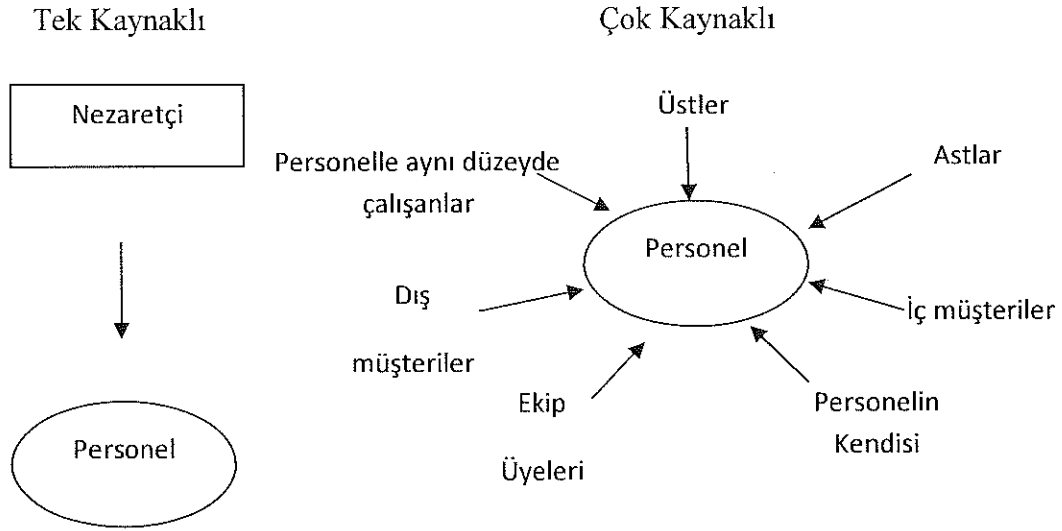 Tek Kaynaklı
Nezaretçi
Personel
Çok Kaynaklı
Üstler
Personelle aynı düzeyde
çalışanlar
Astlar
Personel
Dış
müşteriler
İç müşteriler
Ekip
Üyeleri
Personelin
Kendisi